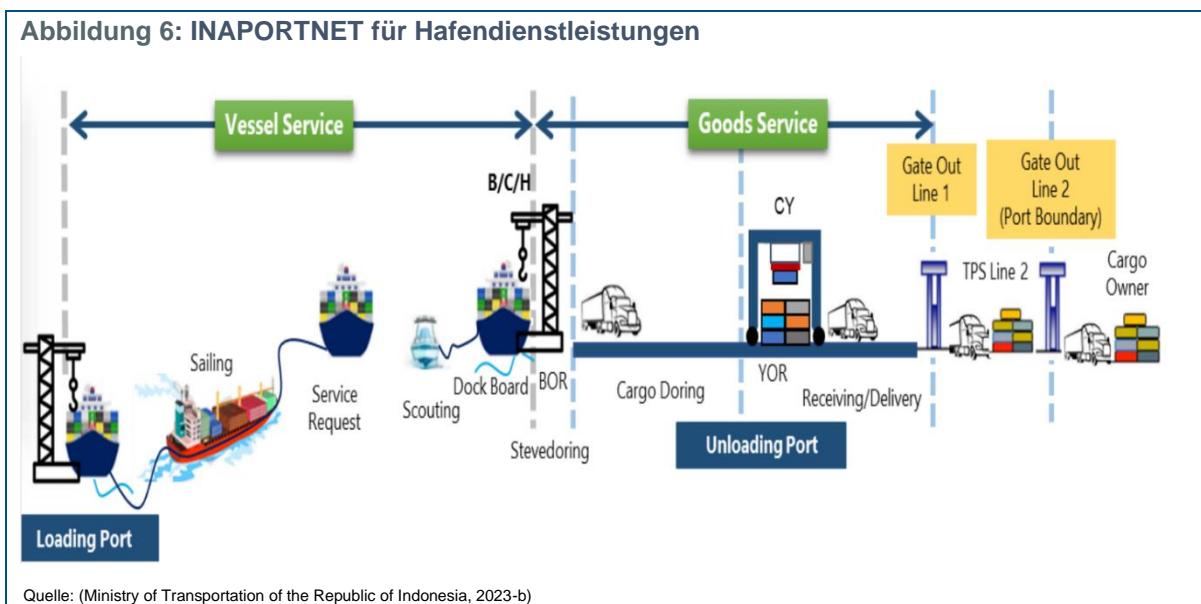 Abbildung 6: INAPORTNET für Hafendienstleistungen
Vessel Service
Goods Service
Gate Out
Line 1
Gate Out
Line 2
(Port Boundary)
B/C/H
CY
TPS Line 2
Cargo
Owner
Sailing
Service
Request
Scouting
Dock Board
BOR
Stevedoring
Cargo Doring
YOR
Receiving/Delivery
Unloading Port
Loading Port
Quelle: (Ministry of Transportation of the Republic of Indonesia, 2023-b)